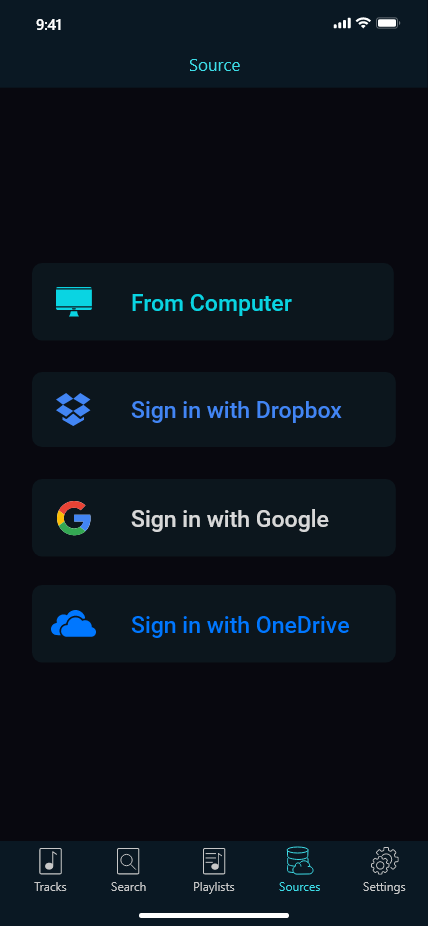 9:41
Source
From Computer
Sign in with Dropbox
Sign in with Google
Sign in with OneDrive
Tracks Search Playlists Sources Settings